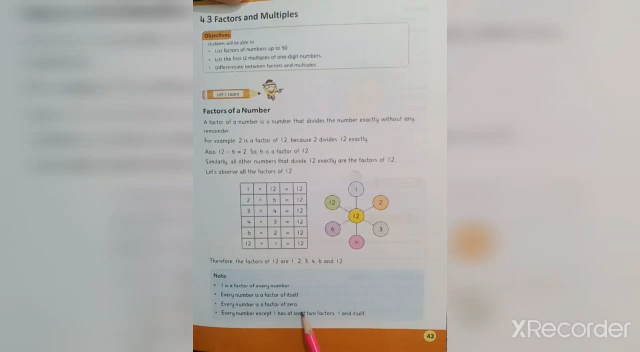 4.3 Factors and Multiples
Objectives
Students will be able to:
• List factors of numbers up to 50
• List the first 12 multiples of one-digit numbers
• Differentiate between factors and multiples
Let's Learn
Factors of a Number
A factor of a number is a number that divides the number exactly without any
remainder.
For example, 2 is a factor of 12, because 2 divides 12 exactly.
Also 12 ÷ 6 = 2. So, 6 is a factor of 12.
Similarly, all other numbers that divide 12 exactly are the factors of 12.
Let's observe all the factors of 12.
1 × 12 = 12
2 × 6 = 12
3 × 4 = 12
4 × 3 = 12
6 × 2 = 12
12 × 1 = 12
1
12
2
12
6
3
4
Therefore, the factors of 12 are 1, 2, 3, 4, 6 and 12.
Note:
• 1 is a factor of every number.
• Every number is a factor of itself.
• Every number is a factor of zero.
• Every number except 1 has at least two factors: 1 and itself.
43
XRecorder